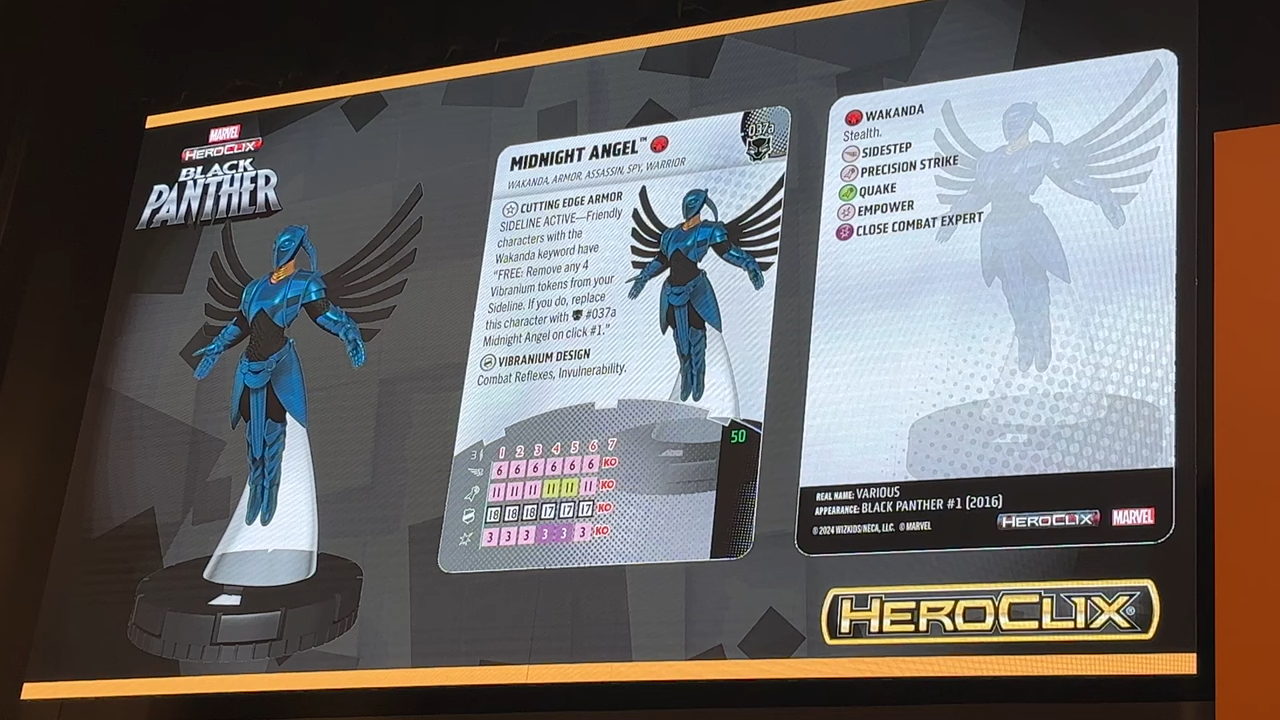 MARVEL
HEROCLIX
BLACK
PANTHER
MIDNIGHT ANGEL™
037a
WAKANDA, ARMOR, ASSASSIN, SPY, WARRIOR
CUTTING EDGE ARMOR
SIDELINE ACTIVE—Friendly
characters with the
Wakanda keyword have
"FREE: Remove any 4
Vibranium tokens from your
Sideline. If you do, replace
this character with #037a
Midnight Angel on click #1."
VIBRANIUM DESIGN
Combat Reflexes, Invulnerability.
50
3 1 2 3 4 5 6 7
6 6 6 6 6 6 KO
11 11 11 11 11 11 KO
18 18 18 17 17 17 KO
3 3 3 3 3 3 KO
WAKANDA
Stealth.
SIDESTEP
PRECISION STRIKE
QUAKE
EMPOWER
CLOSE COMBAT EXPERT
REAL NAME: VARIOUS
APPEARANCE: BLACK PANTHER #1 (2016)
© 2024 WIZKIDS/NECA, LLC. © MARVEL
HEROCLIX
MARVEL
HEROCLIX®